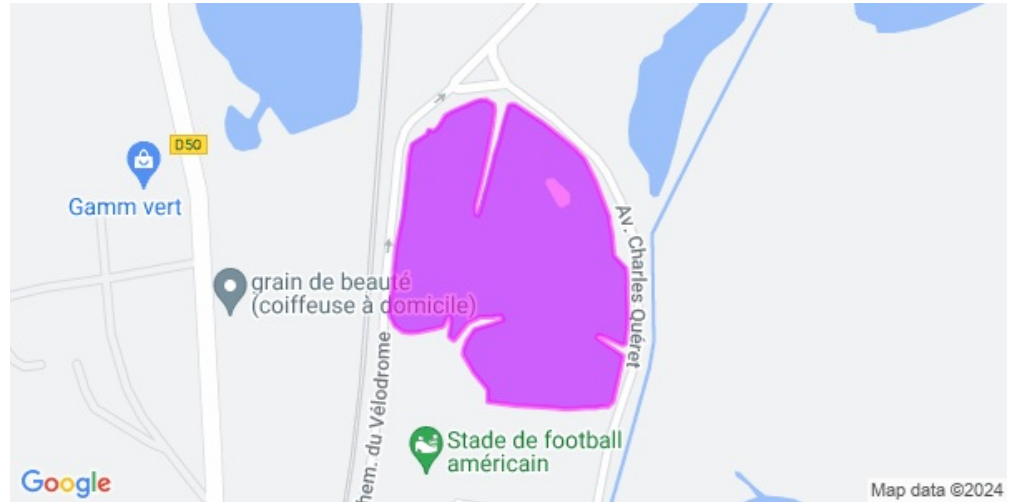 D50
Gamm vert
Av. Charles Quéret
grain de beauté
(coiffeuse à domicile)
hem. du Vélodrome
Stade de football
américain
Google
Map data ©2024